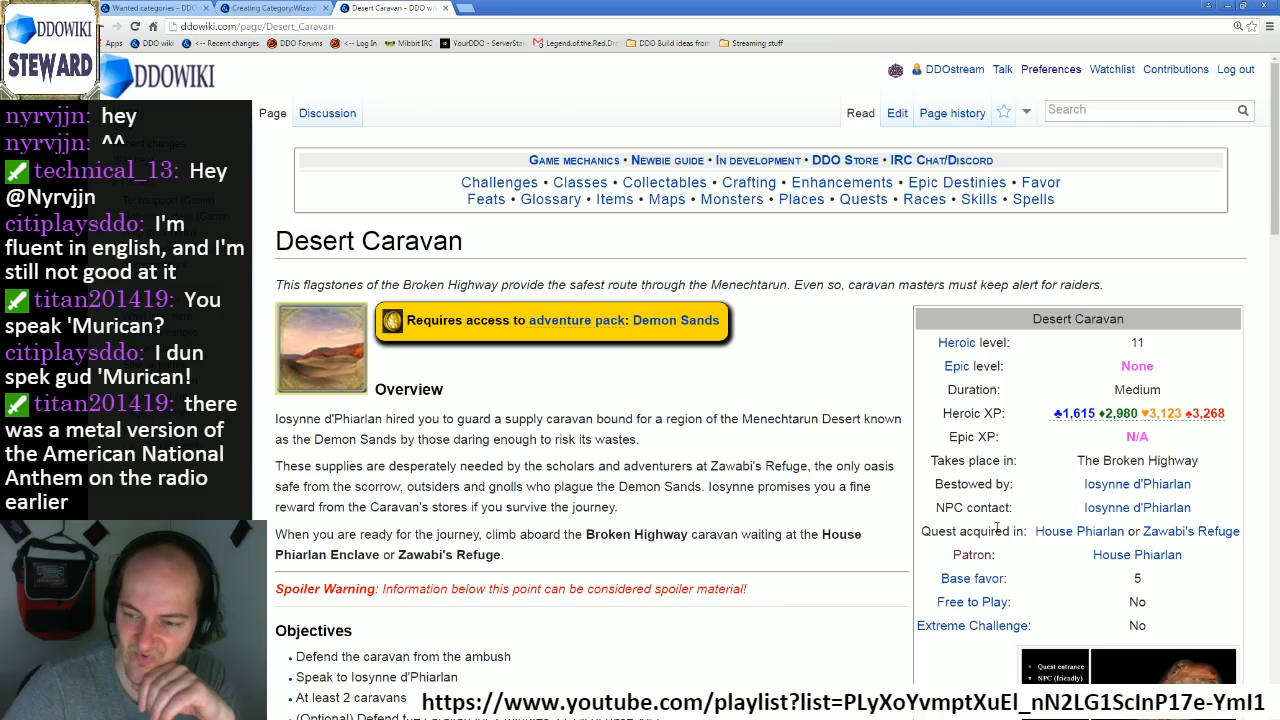 DDOWIKI
STEWARD
Wanted categories - DDO
Creating Category:Wizard
Desert Caravan - DDO wi
ddowiki.com/page/Desert_Caravan
Apps DDO wiki <-- Recent changes DDO Forums <-- Log In Mibbit IRC YourDDO - ServerSt Legend.of.the.Red.Dra DDO Build ideas from Streaming stuff
DDOWIKI
DDOstream Talk Preferences Watchlist Contributions Log out
Page Discussion Read Edit Page history Search
GAME MECHANICS • NEWBIE GUIDE • IN DEVELOPMENT • DDO STORE • IRC CHAT/DISCORD
Challenges • Classes • Collectables • Crafting • Enhancements • Epic Destinies • Favor
Feats • Glossary • Items • Maps • Monsters • Places • Quests • Races • Skills • Spells
nyrvjjn: hey
nyrvjjn: ^^
technical_13: Hey
@Nyrvjjn
citiplaysddo: I'm
fluent in english, and I'm
still not good at it
titan201419: You
speak 'Murican?
citiplaysddo: I dun
spek gud 'Murican!
titan201419: there
was a metal version of
the American National
Anthem on the radio
earlier
Desert Caravan
This flagstones of the Broken Highway provide the safest route through the Menechtarun. Even so, caravan masters must keep alert for raiders.
Requires access to adventure pack: Demon Sands
Overview
Iosynne d'Phiarlan hired you to guard a supply caravan bound for a region of the Menechtarun Desert known
as the Demon Sands by those daring enough to risk its wastes.
These supplies are desperately needed by the scholars and adventurers at Zawabi's Refuge, the only oasis
safe from the scorrow, outsiders and gnolls who plague the Demon Sands. Iosynne promises you a fine
reward from the Caravan's stores if you survive the journey.
When you are ready for the journey, climb aboard the Broken Highway caravan waiting at the House
Phiarlan Enclave or Zawabi's Refuge.
Spoiler Warning: Information below this point can be considered spoiler material!
Objectives
• Defend the caravan from the ambush
• Speak to Iosynne d'Phiarlan
• At least 2 caravans
Desert Caravan
Heroic level: 11
Epic level: None
Duration: Medium
Heroic XP: ♣1,615 ♦2,980 ♥3,123 ♠3,268
Epic XP: N/A
Takes place in: The Broken Highway
Bestowed by: Iosynne d'Phiarlan
NPC contact: Iosynne d'Phiarlan
Quest acquired in: House Phiarlan or Zawabi's Refuge
Patron: House Phiarlan
Base favor: 5
Free to Play: No
Extreme Challenge: No
• Quest entrance
• NPC (friendly)
https://www.youtube.com/playlist?list=PLyXoYvmptXuEl_nN2LG1ScInP17e-YmI1